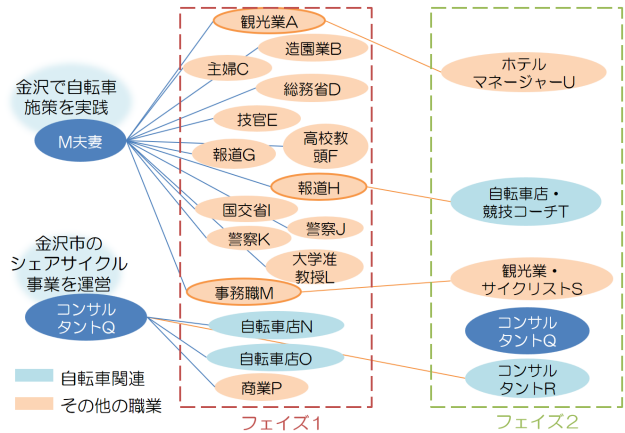 金沢で自転車
施策を実践
M夫妻
金沢市の
シェアサイクル
事業を運営
コンサル
タントQ
自転車関連
その他の職業
観光業A
造園業B
主婦C
総務省D
技官E
高校教
頭F
報道G
報道H
国交省I
警察J
警察K
大学准
教授L
事務職M
自転車店N
自転車店O
商業P
フェイズ１
ホテル
マネージャーU
自転車店・
競技コーチT
観光業・
サイクリストS
コンサル
タントQ
コンサル
タントR
フェイズ２